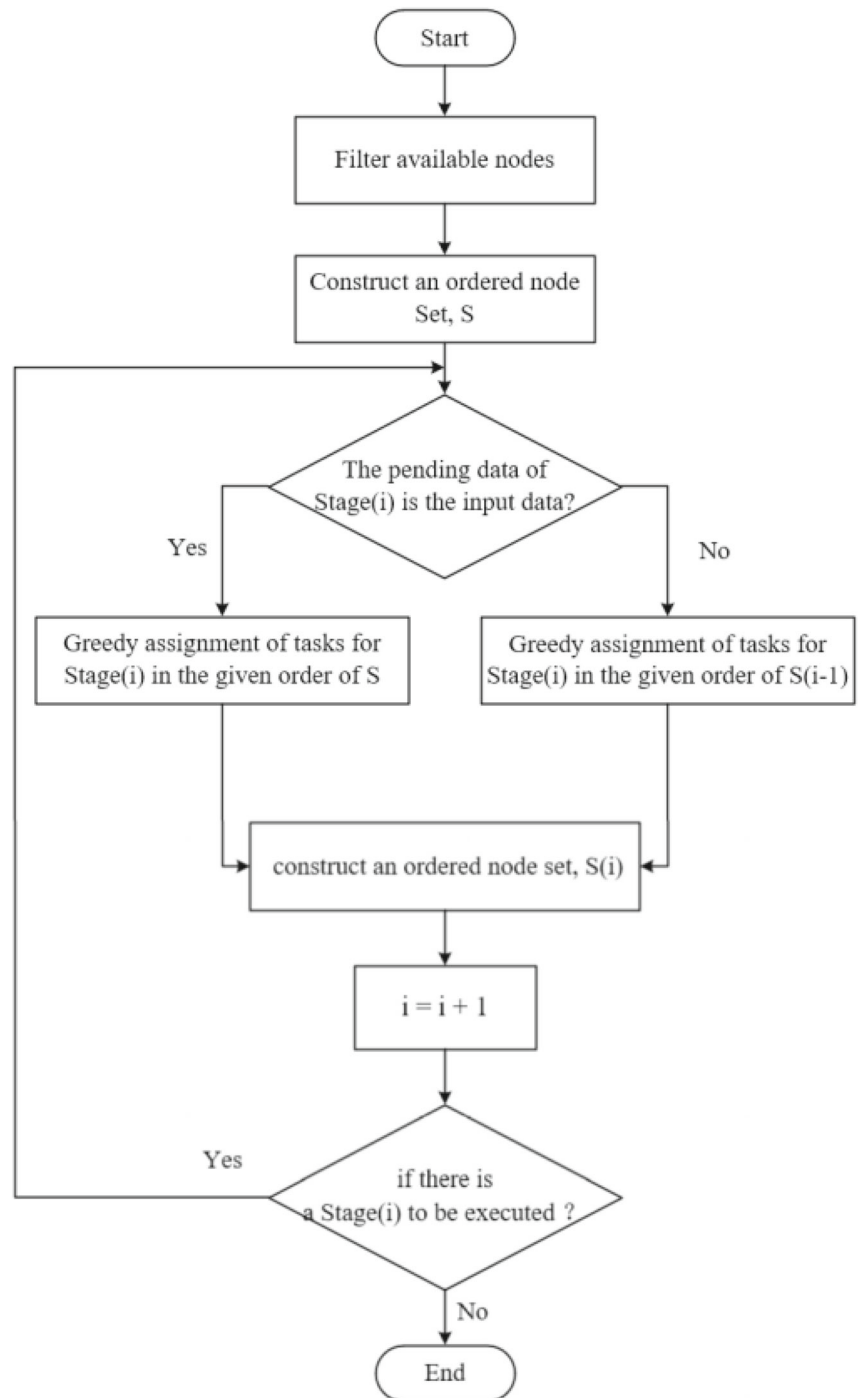 Start
Filter available nodes
Construct an ordered node
Set, S
The pending data of
Stage(i) is the input data?
Yes
No
Greedy assignment of tasks for
Stage(i) in the given order of S
Greedy assignment of tasks for
Stage(i) in the given order of S(i-1)
construct an ordered node set, S(i)
i = i + 1
Yes
if there is
a Stage(i) to be executed ?
No
End